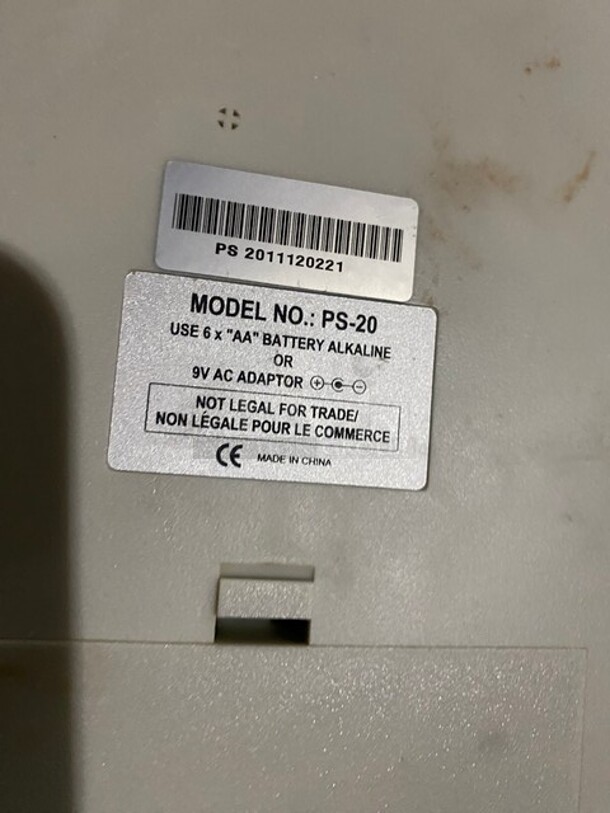 PS 2011120221
MODEL NO.: PS-20
USE 6 x "AA" BATTERY ALKALINE
OR
9V AC ADAPTOR
NOT LEGAL FOR TRADE/
NON LÉGALE POUR LE COMMERCE
CE MADE IN CHINA